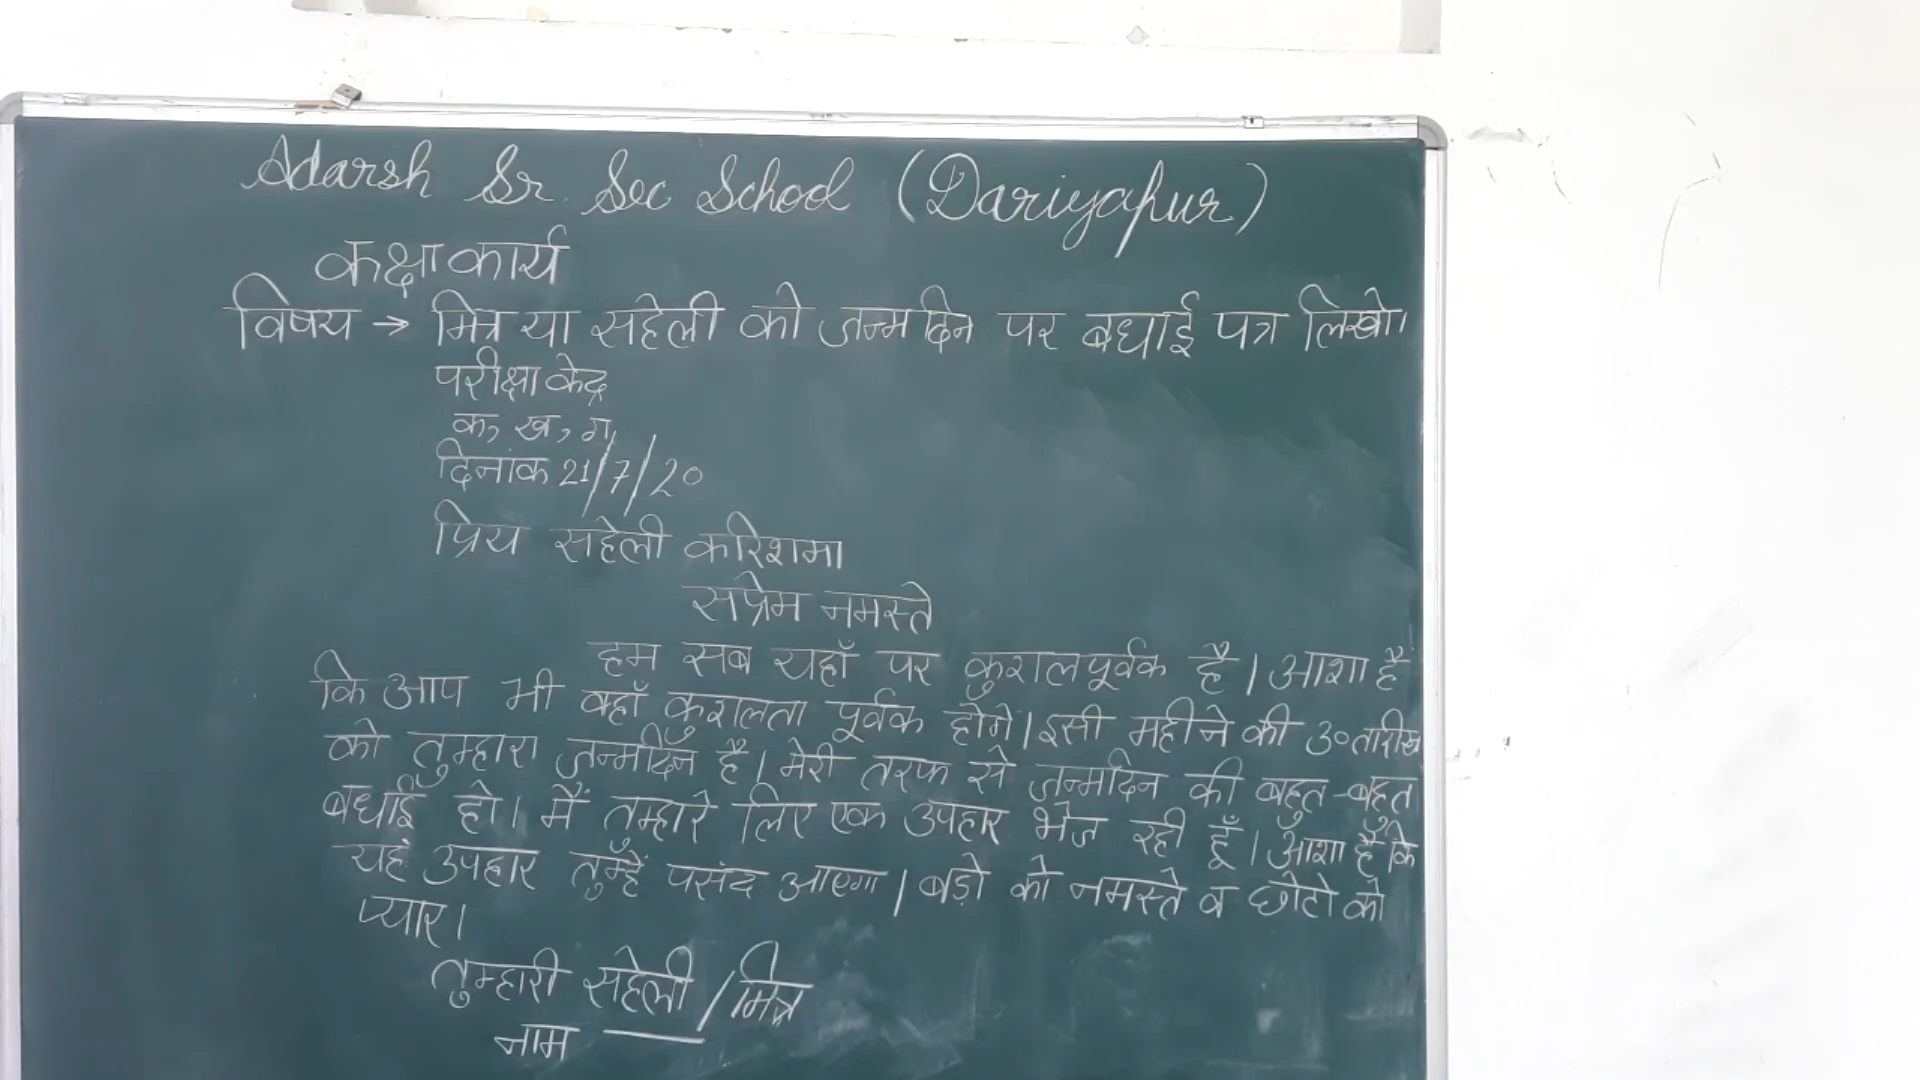 Adarsh Sr. Sec School (Dariyapur)
कक्षा कार्य
विषय → मित्र या सहेली को जन्मदिन पर बधाई पत्र लिखो।
परीक्षा केंद्र
क, ख, ग,
दिनांक 21/7/20
प्रिय सहेली करिशमा
सप्रेम नमस्ते
हम सब यहाँ पर कुशलपूर्वक है। आशा है
कि आप भी वहाँ कुशलता पूर्वक होंगे। इसी महीने की 30 तारीख
को तुम्हारा जन्मदिन है। मेरी तरफ से जन्मदिन की बहुत-बहुत
बधाई हो। मैं तुम्हारे लिए एक उपहार भेज रही हूँ। आशा है कि
यह उपहार तुम्हें पसंद आएगा। बड़ो को नमस्ते व छोटो को
प्यार।
तुम्हारी सहेली / मित्र
नाम ____